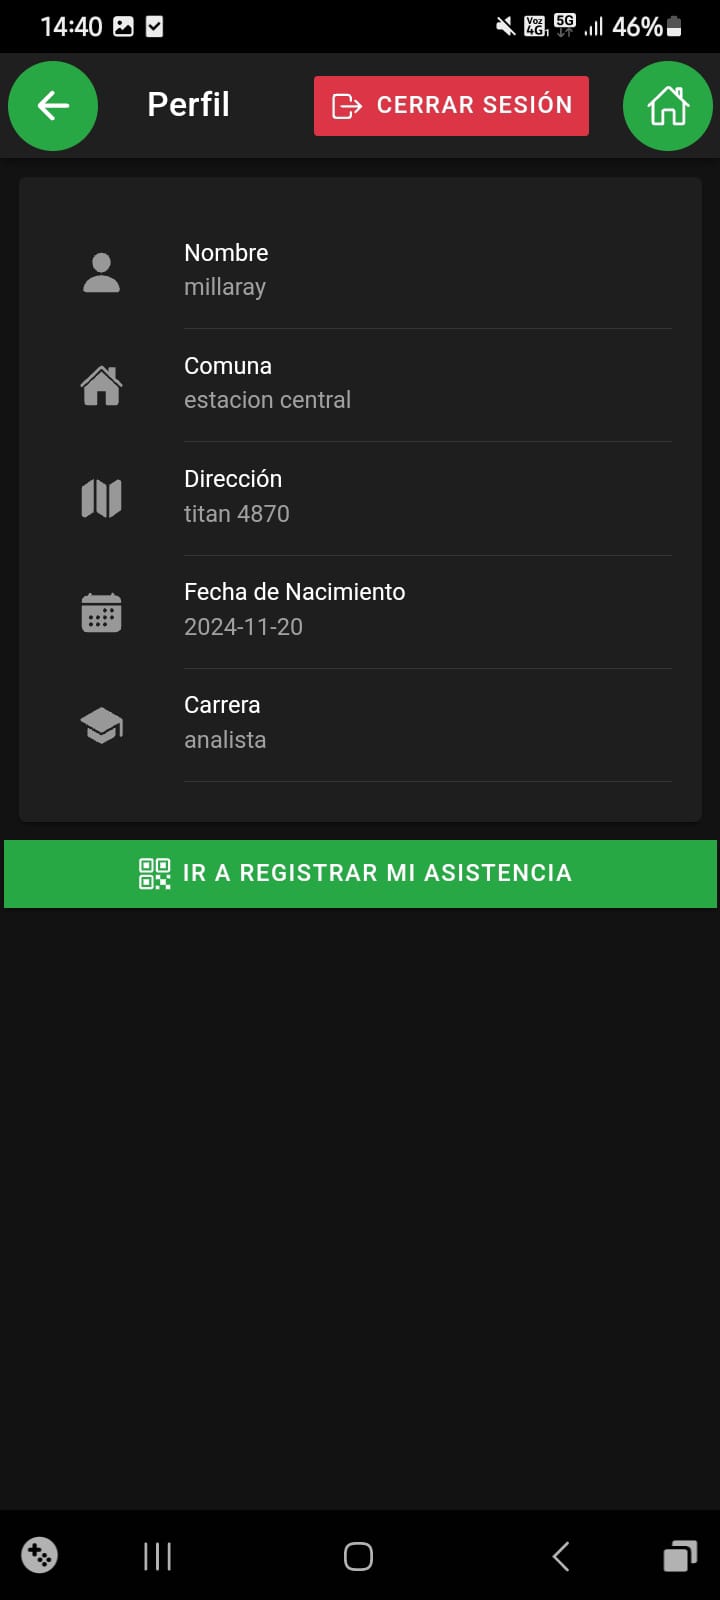 14:40
Voz 4G 5G 46%
Perfil
CERRAR SESIÓN
Nombre
millaray
Comuna
estacion central
Dirección
titan 4870
Fecha de Nacimiento
2024-11-20
Carrera
analista
IR A REGISTRAR MI ASISTENCIA